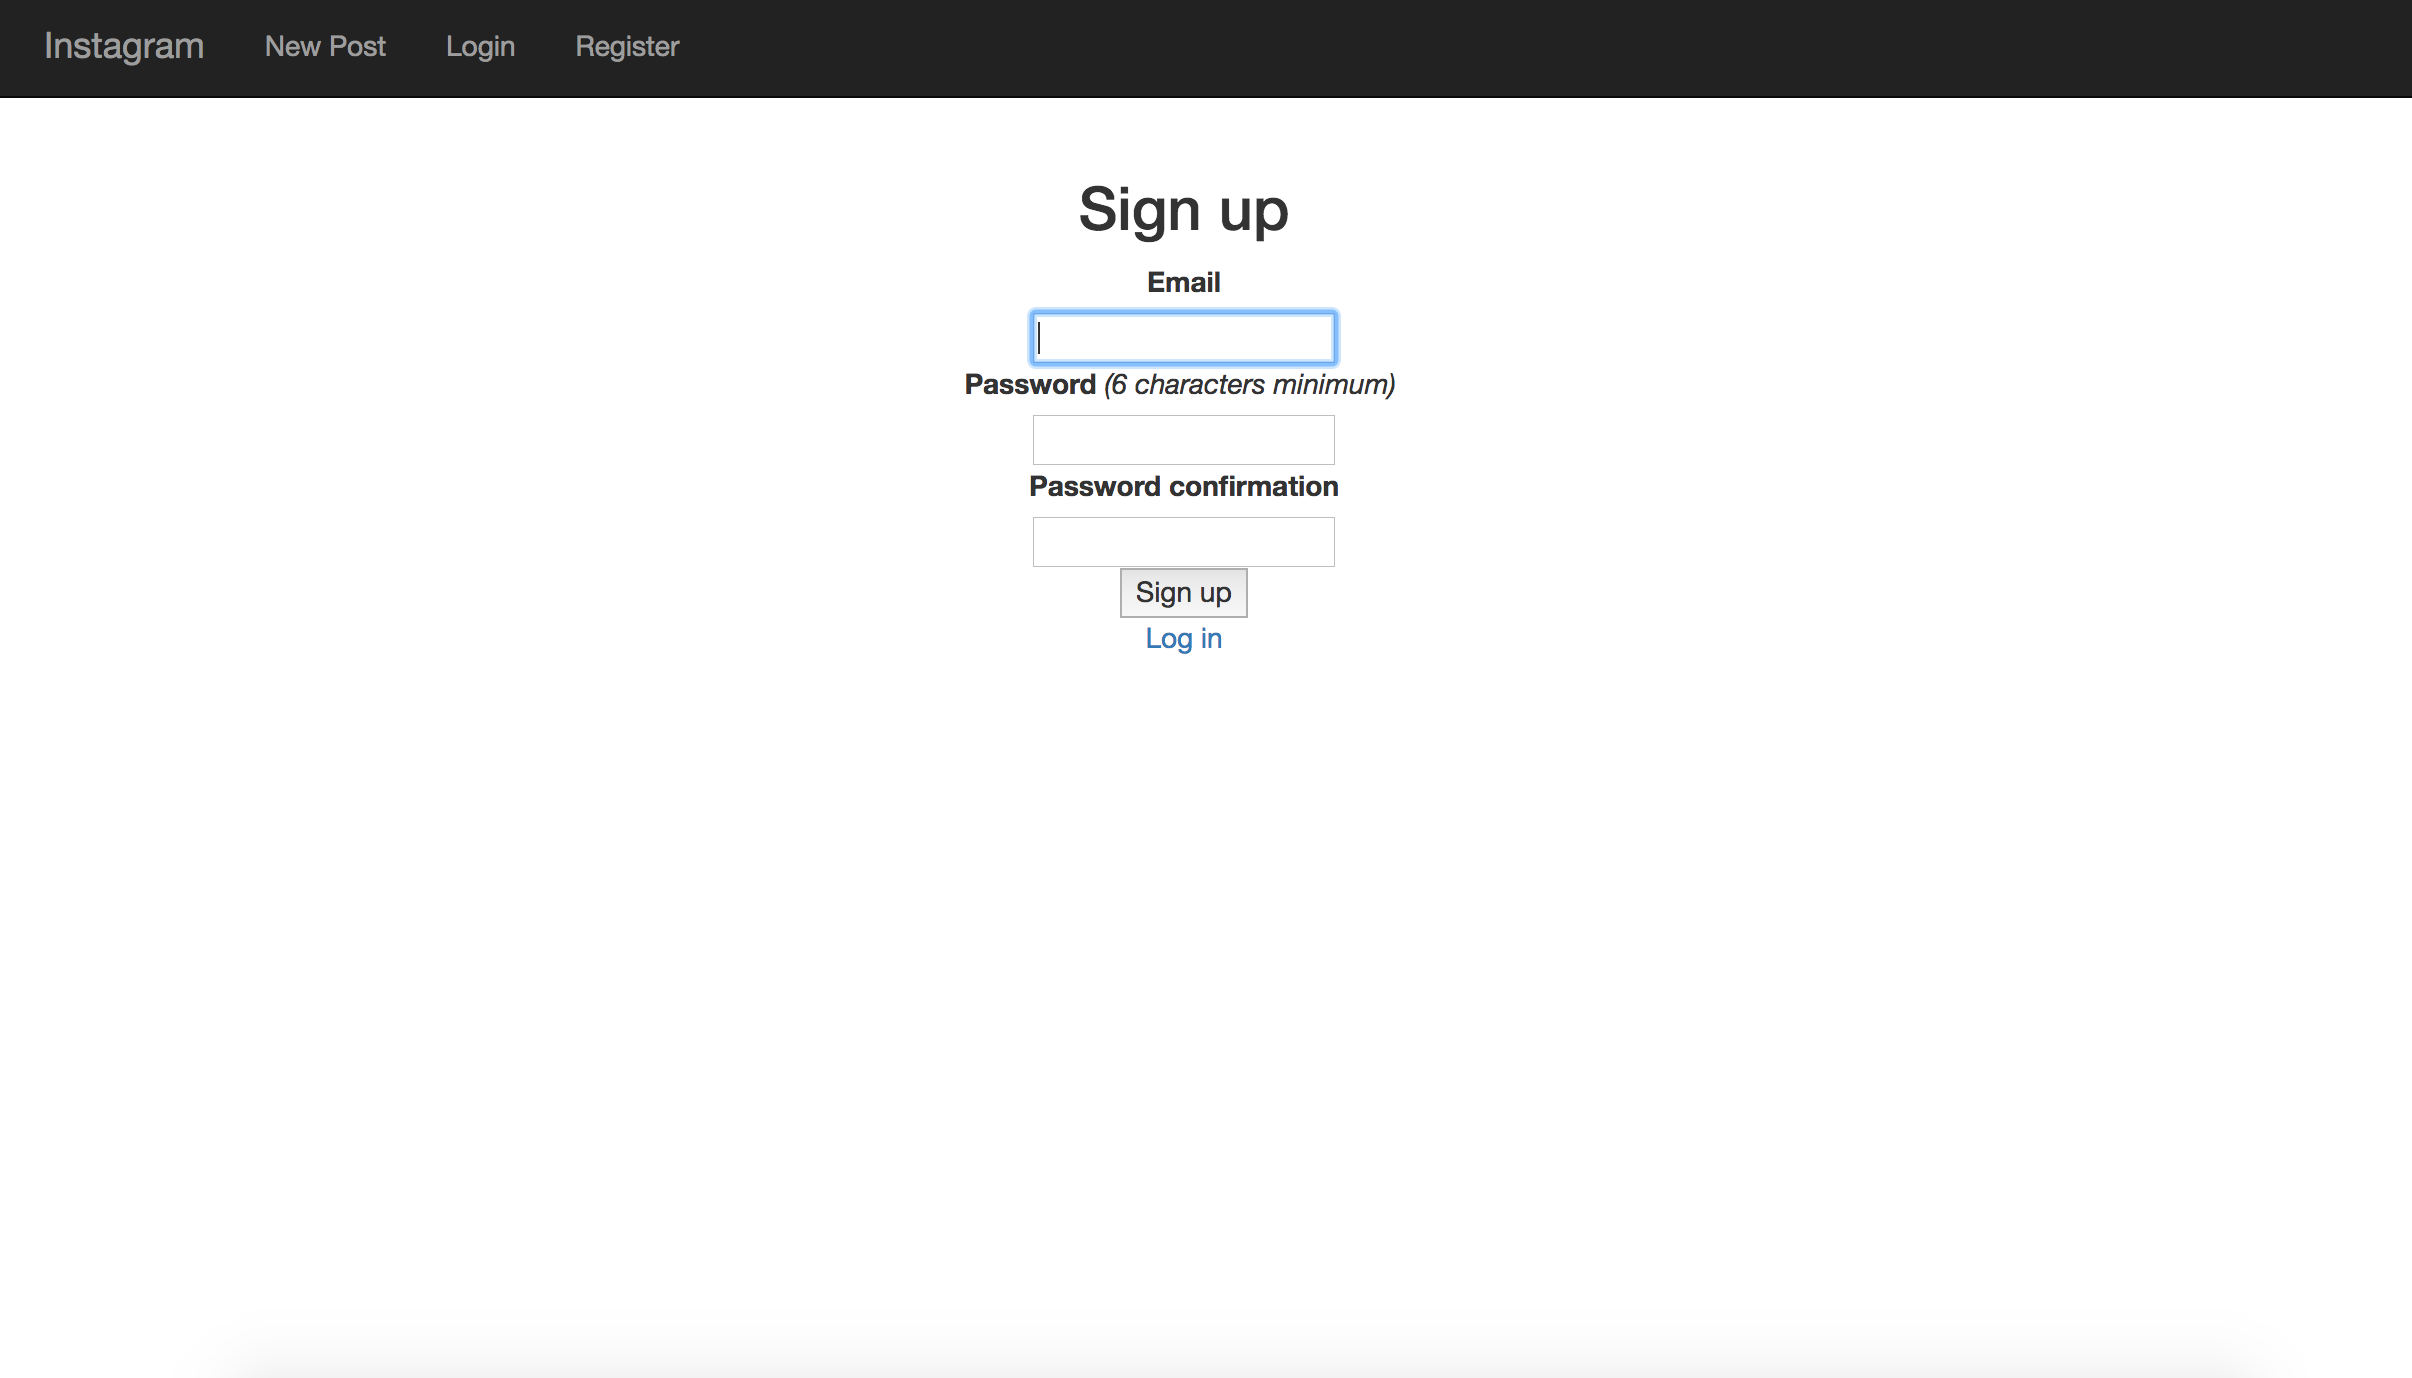 Instagram New Post Login Register
Sign up
Email
Password (6 characters minimum)
Password confirmation
Sign up
Log in